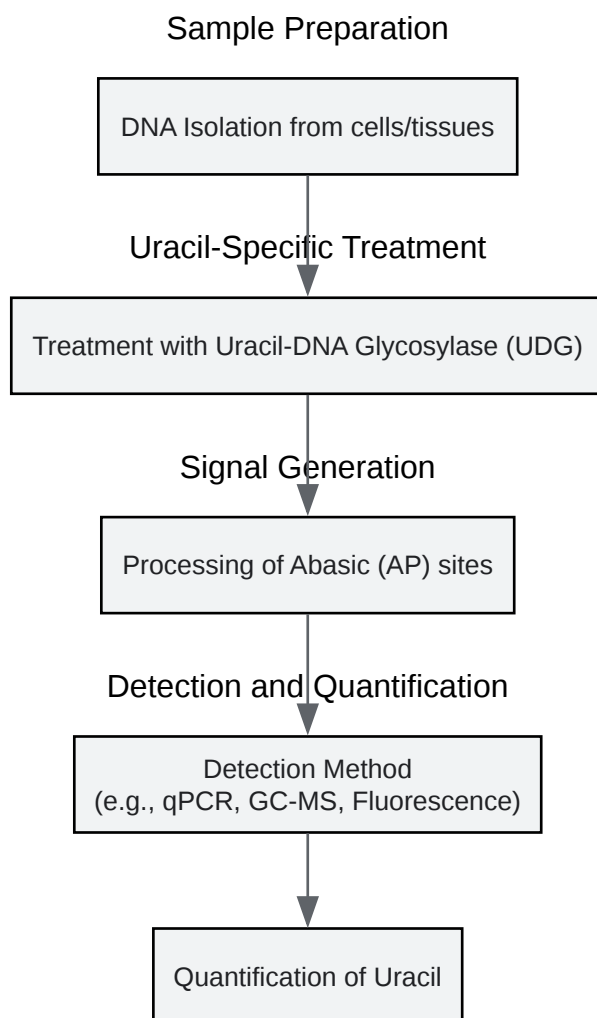 Sample Preparation
DNA Isolation from cells/tissues
Uracil-Specific Treatment
Treatment with Uracil-DNA Glycosylase (UDG)
Signal Generation
Processing of Abasic (AP) sites
Detection and Quantification
Detection Method
(e.g., qPCR, GC-MS, Fluorescence)
Quantification of Uracil